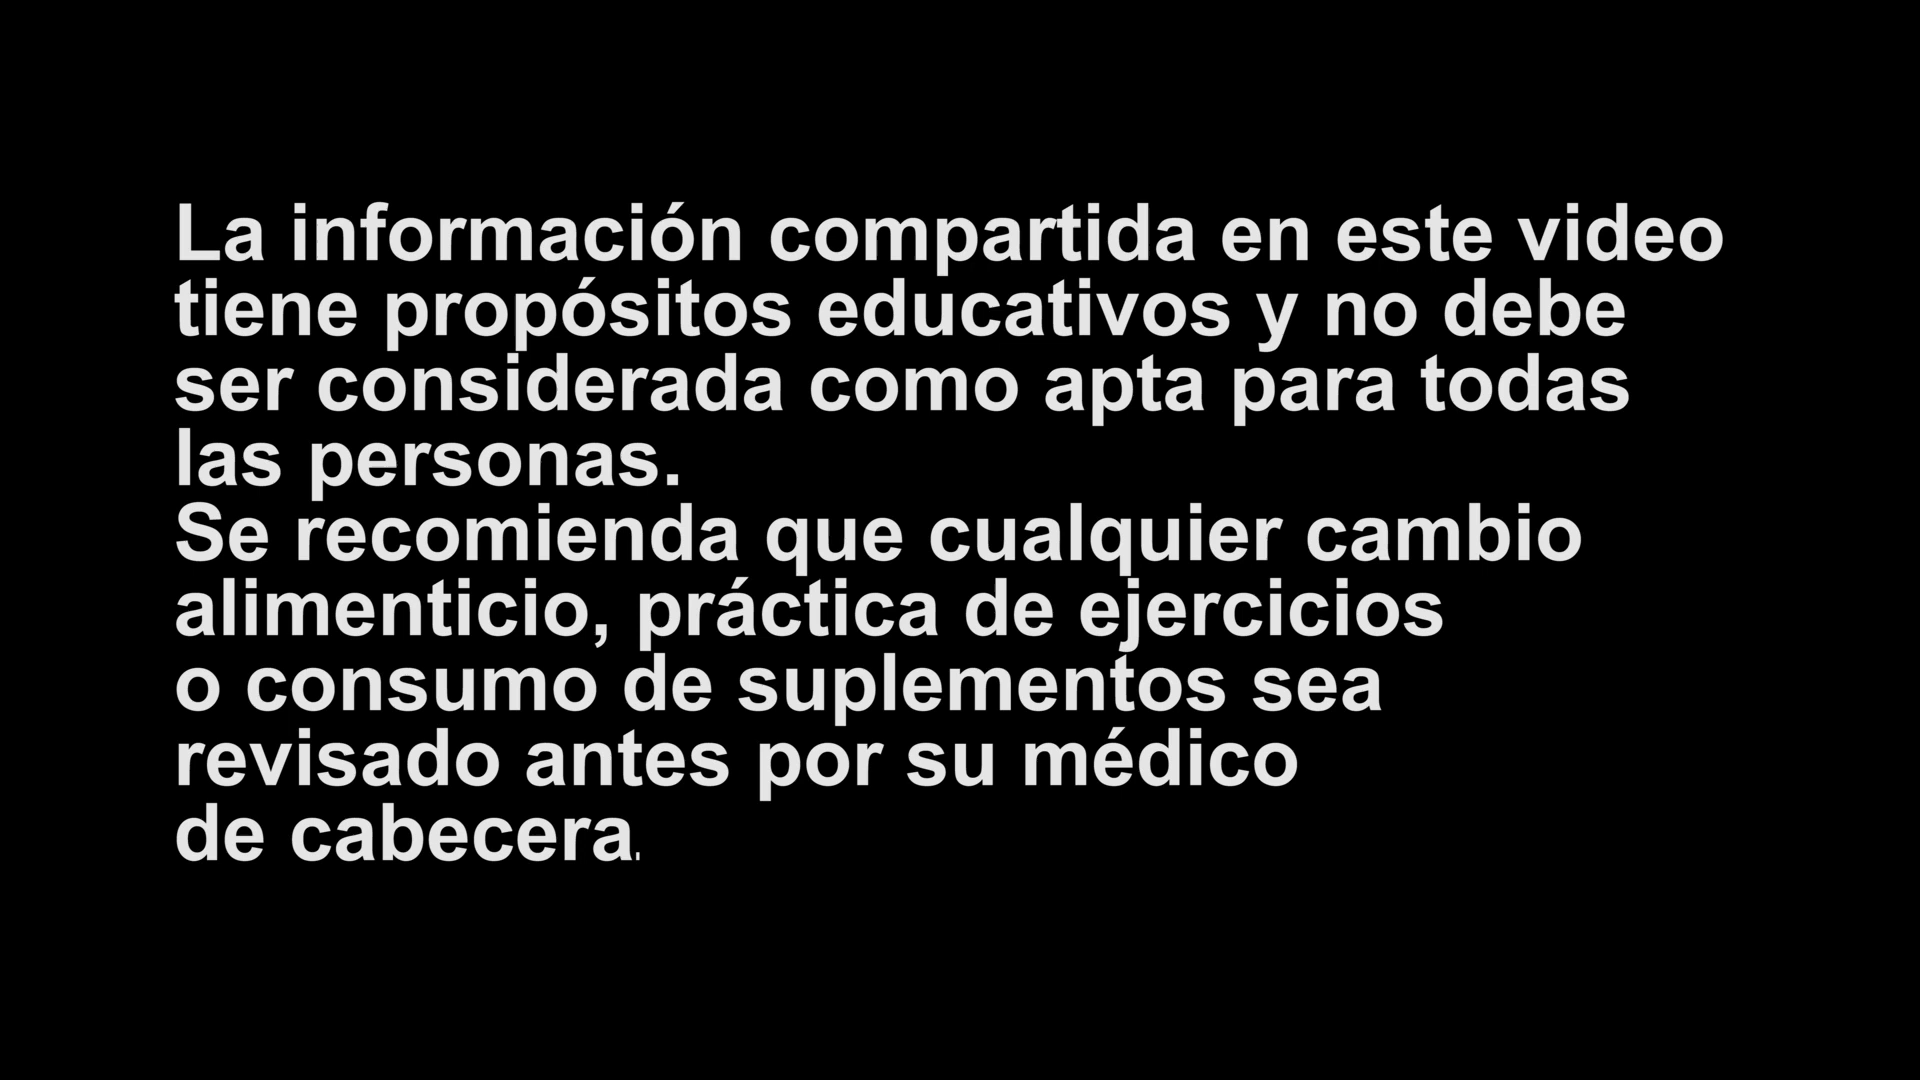 La información compartida en este video
tiene propósitos educativos y no debe
ser considerada como apta para todas
las personas.
Se recomienda que cualquier cambio
alimenticio, práctica de ejercicios
o consumo de suplementos sea
revisado antes por su médico
de cabecera.